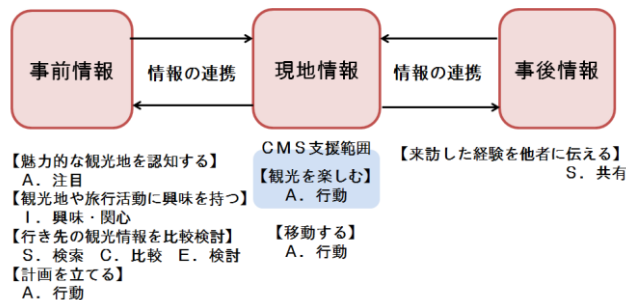 事前情報
情報の連携
現地情報
情報の連携
事後情報
【魅力的な観光地を認知する】
A．注目
【観光地や旅行活動に興味を持つ】
I．興味・関心
【行き先の観光情報を比較検討】
S．検索　C．比較　E．検討
【計画を立てる】
A．行動
CMS支援範囲
【観光を楽しむ】
A．行動
【移動する】
A．行動
【来訪した経験を他者に伝える】
S．共有